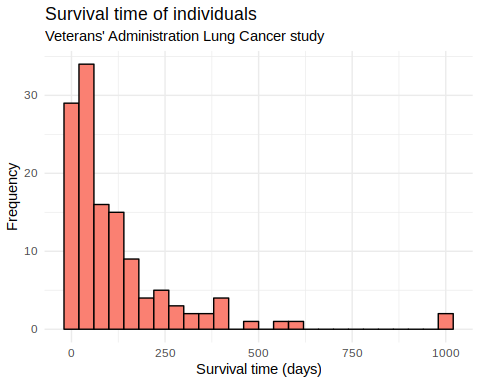 Survival time of individuals
Veterans' Administration Lung Cancer study
Frequency
30
20
10
0
0 250 500 750 1000
Survival time (days)